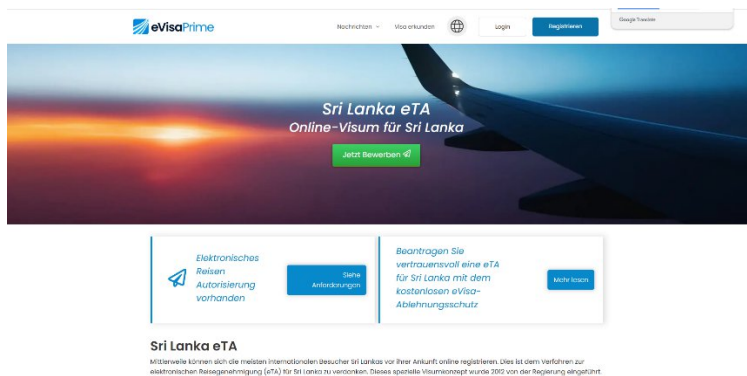 eVisaPrime
Nachrichten
Visa erkunden
Login
Registrieren
Google Translate
Sri Lanka eTA
Online-Visum für Sri Lanka
Jetzt Bewerben
Elektronisches
Reisen
Autorisierung
vorhanden
Siehe
Anforderungen
Beantragen Sie
vertrauensvoll eine eTA
für Sri Lanka mit dem
kostenlosen eVisa-
Ablehnungsschutz
Mehr lesen
Sri Lanka eTA
Mittlerweile können sich die meisten internationalen Besucher Sri Lankas vor ihrer Ankunft online registrieren. Dies ist dem Verfahren zur
elektronischen Reisegenehmigung (eTA) für Sri Lanka zu verdanken. Dieses spezielle Visumkonzept wurde 2012 von der Regierung eingeführt.